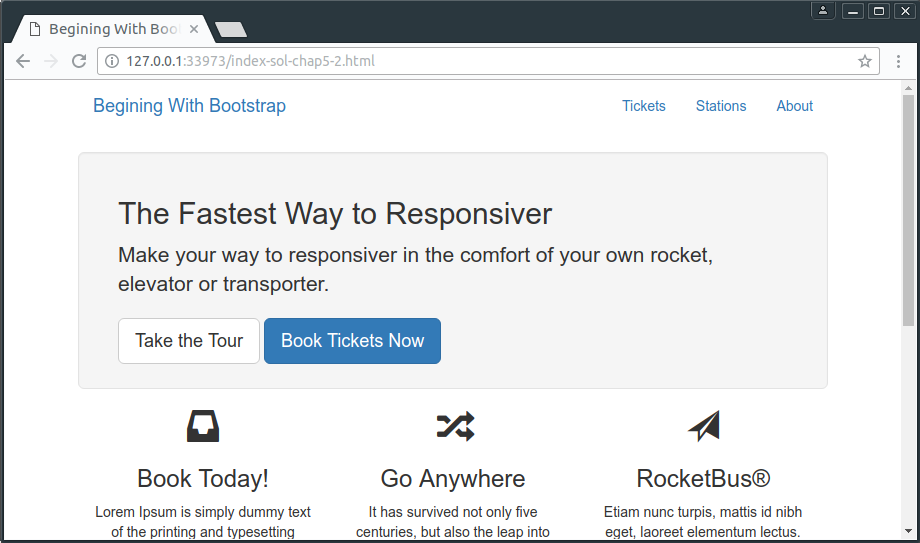 Begining With Boo
127.0.0.1:33973/index-sol-chap5-2.html
Begining With Bootstrap Tickets Stations About
The Fastest Way to Responsiver
Make your way to responsiver in the comfort of your own rocket,
elevator or transporter.
Take the Tour Book Tickets Now
Book Today! Go Anywhere RocketBus®
Lorem Ipsum is simply dummy text It has survived not only five Etiam nunc turpis, mattis id nibh
of the printing and typesetting centuries, but also the leap into eget, laoreet elementum lectus.